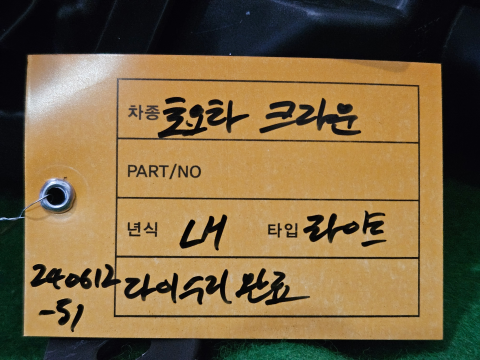 차종 토요타 크라운
PART/NO
년식 LH 타입 라이트
240612
-51
다이수리 완료